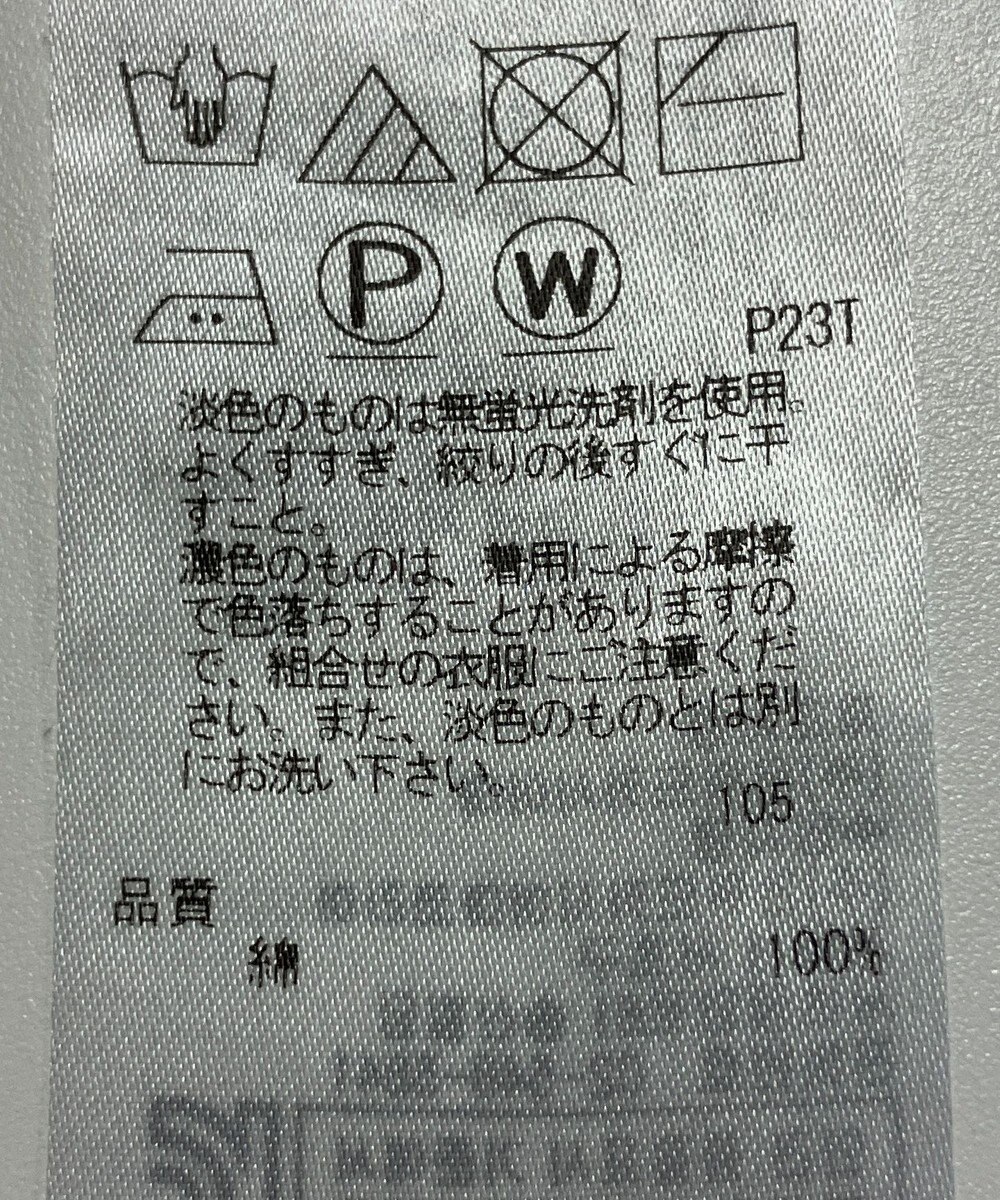 P W P23T
淡色のものは無蛍光洗剤を使用。
よくすすぎ、絞りの後すぐに干
すこと。
濃色のものは、着用による摩擦
で色落ちすることがありますの
で、組合せの衣服にご注意くだ
さい。また、淡色のものとは別
にお洗い下さい。
105
品質
綿 100%